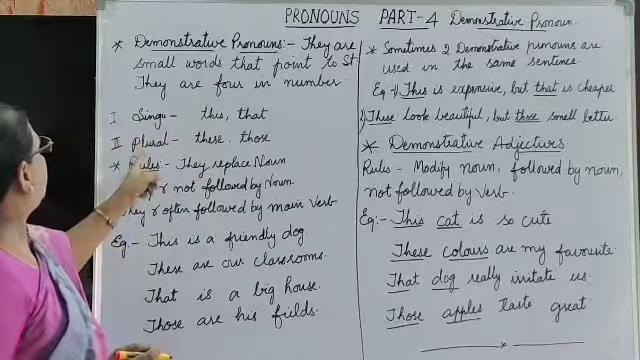 PRONOUNS PART-4 Demonstrative Pronoun.
* Demonstrative Pronouns:- They are
small words that point to St.
They are four in number.
I Singu - this, that
II Plural - these, those
* Rules:- They replace Noun.
r not followed by Noun
They r often followed by main verb
Eg:- This is a friendly dog.
These are our classrooms.
That is a big house.
Those are his fields.
* Sometimes 2 Demonstrative pronouns are
used in the same sentence.
Eg -1) This is expensive, but that is cheaper
2) These look beautiful, but those smell better.
* Demonstrative Adjectives
Rules:- Modify noun, followed by noun,
not followed by verb.
Eg:- This cat is so cute
These colours are my favourite.
That dog really irritate us.
Those apples taste great